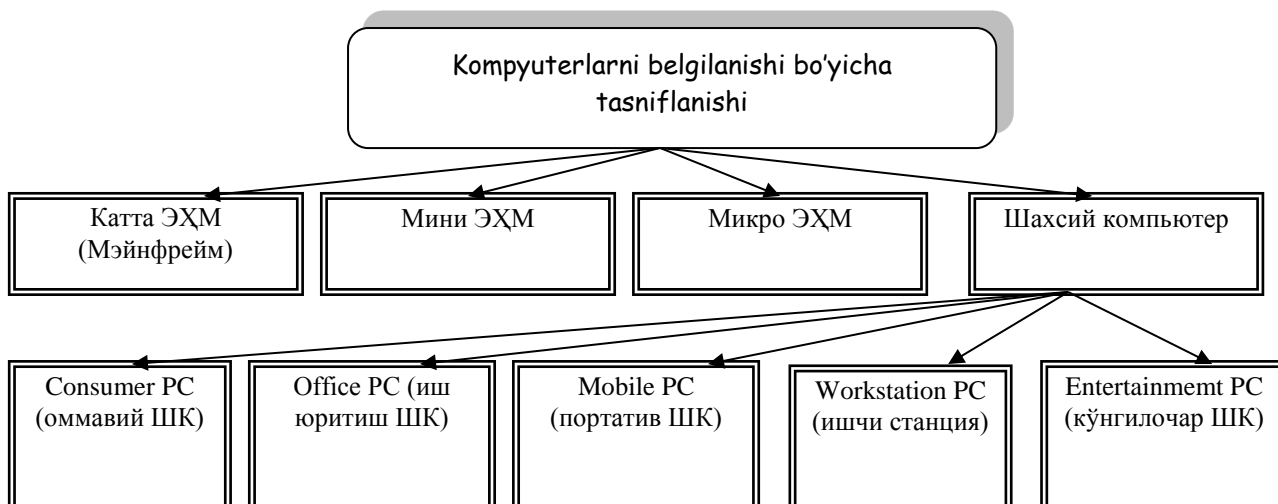 Kompyuterlarni belgilanishi bo'yicha
tasniflanishi
Катта ЭҲМ
(Мэйнфрейм)
Мини ЭҲМ
Микро ЭҲМ
Шахсий компьютер
Consumer PC
(оммавий ШК)
Office PC (иш
юритиш ШК)
Mobile PC
(портатив ШК)
Workstation PC
(ишчи станция)
Entertainmemt PC
(кўнгилочар ШК)